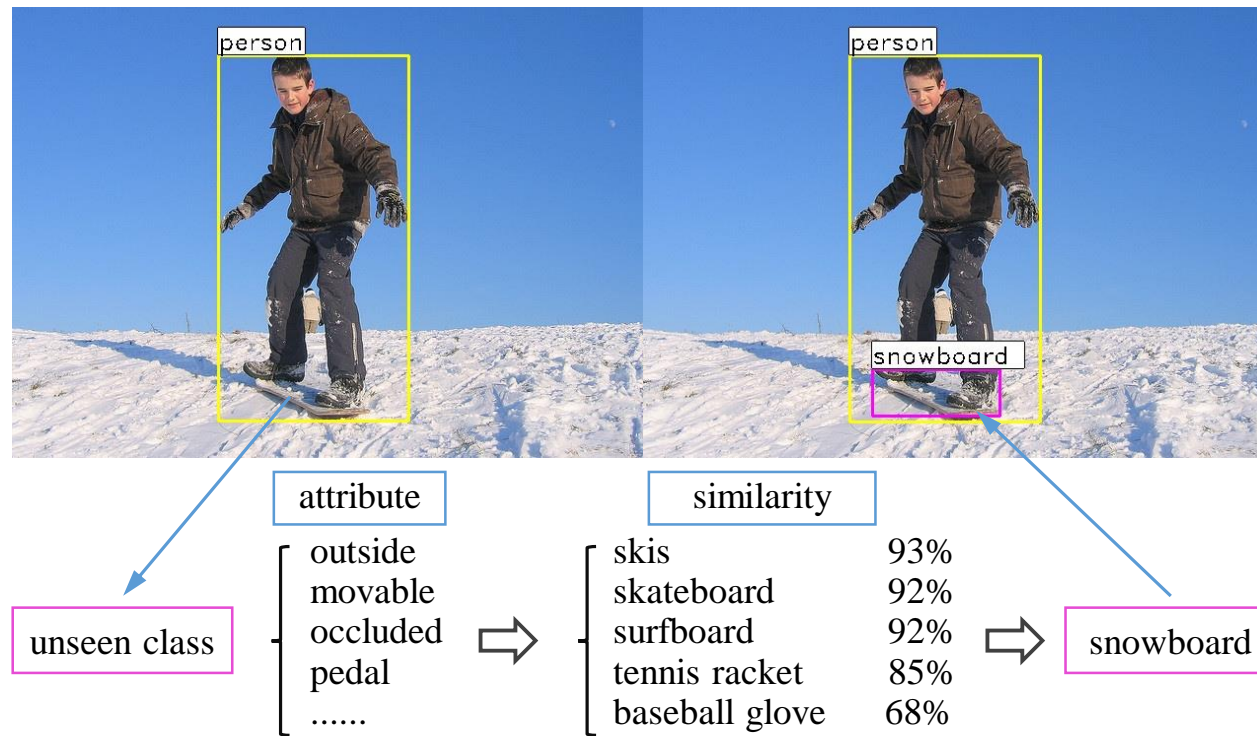 person
person
snowboard
attribute
similarity
outside
movable
occluded
pedal
......
skis 93%
skateboard 92%
surfboard 92%
tennis racket 85%
baseball glove 68%
unseen class
snowboard